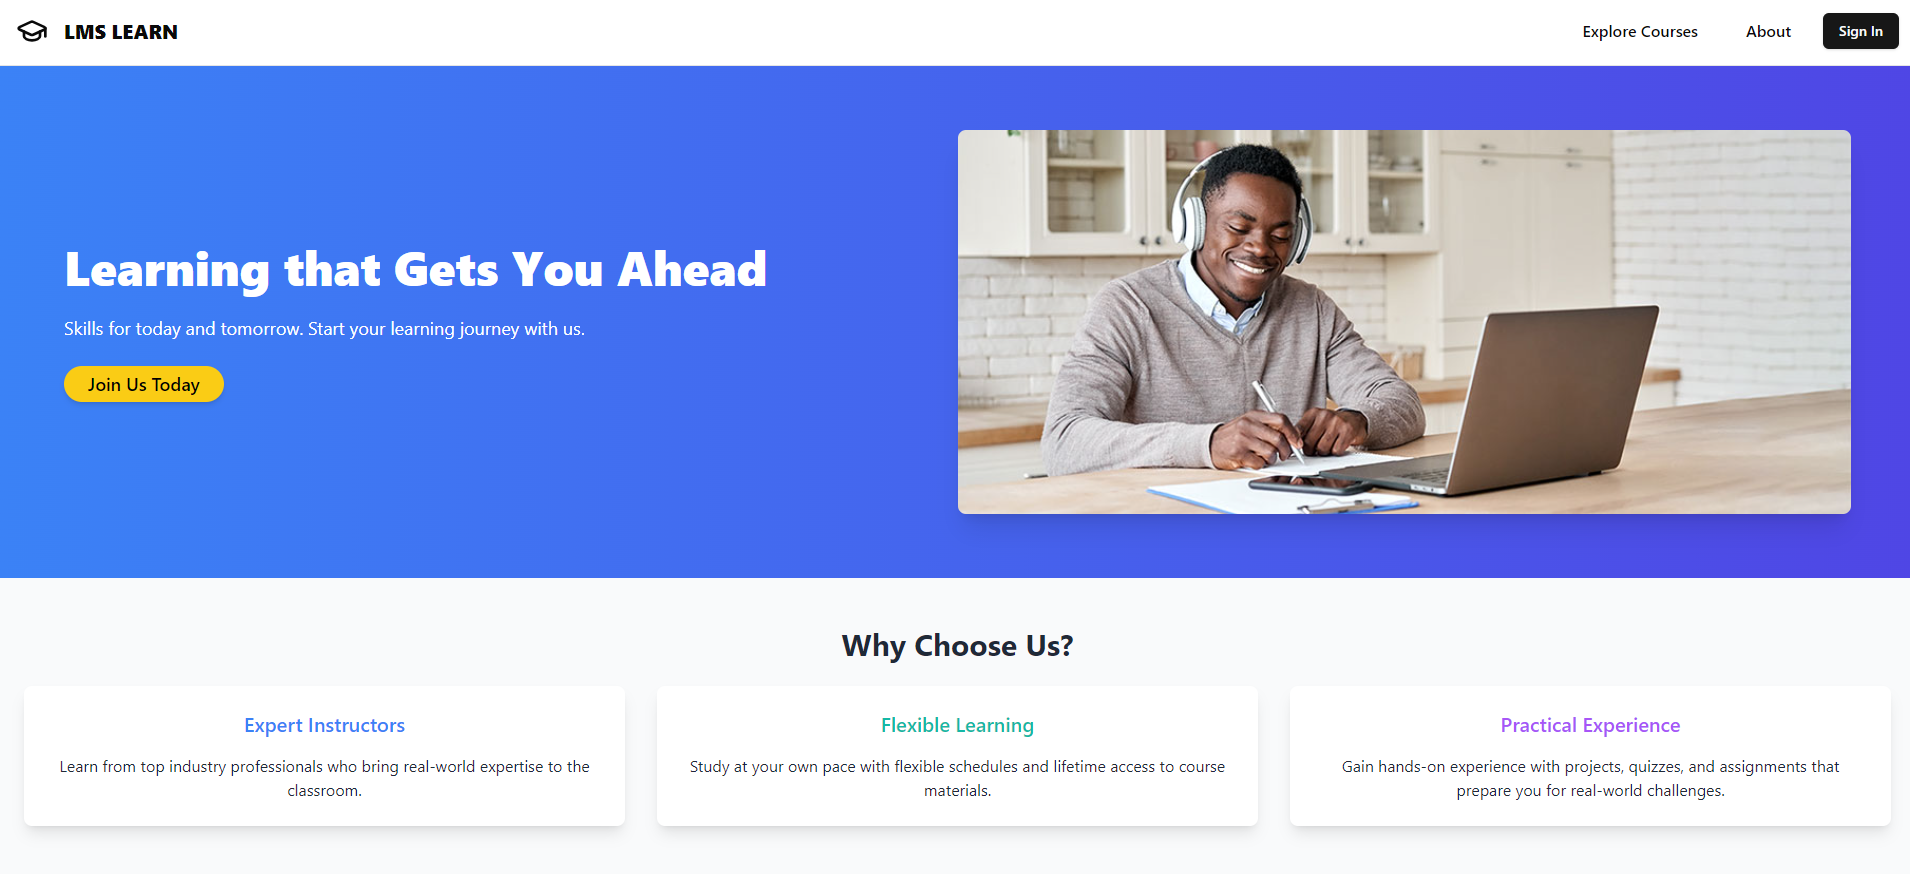 LMS LEARN
Explore Courses
About
Sign In
Learning that Gets You Ahead
Skills for today and tomorrow. Start your learning journey with us.
Join Us Today
Why Choose Us?
Expert Instructors
Learn from top industry professionals who bring real-world expertise to the
classroom.
Flexible Learning
Study at your own pace with flexible schedules and lifetime access to course
materials.
Practical Experience
Gain hands-on experience with projects, quizzes, and assignments that
prepare you for real-world challenges.